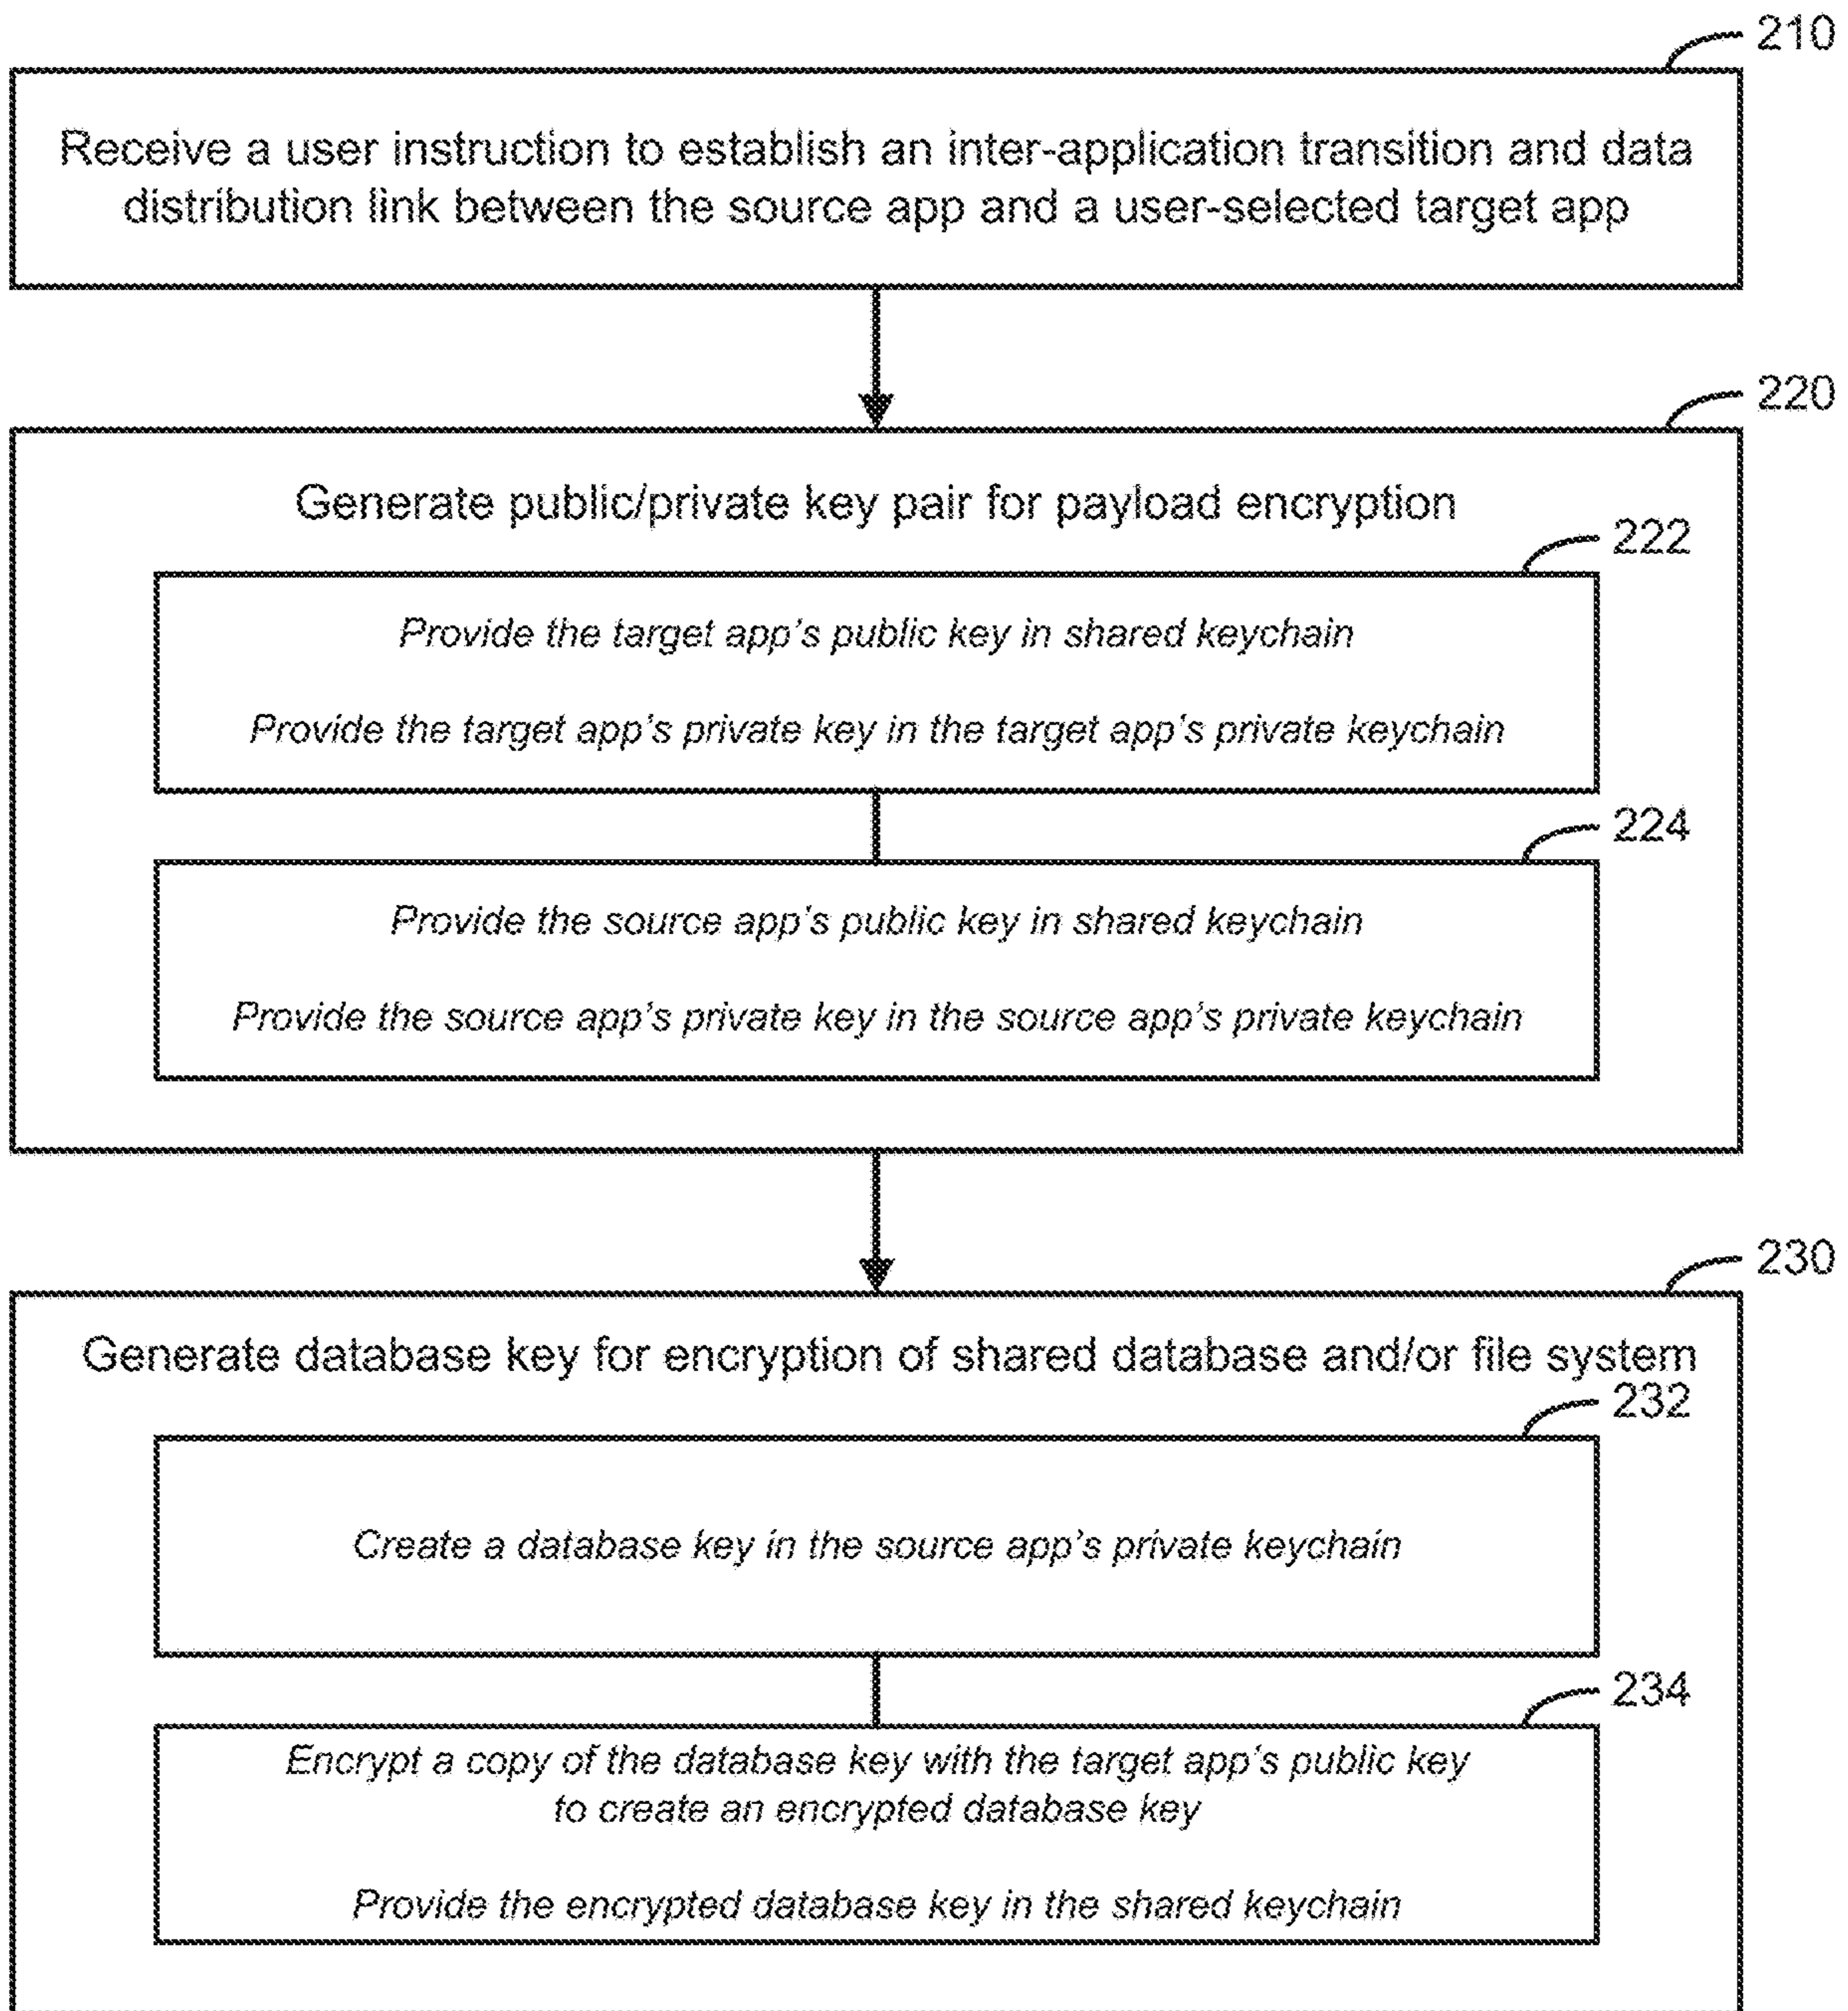 210
Receive a user instruction to establish an inter-application transition and data
distribution link between the source app and a user-selected target app
220
Generate public/private key pair for payload encryption
222
Provide the target app's public key in shared keychain
Provide the target app's private key in the target app's private keychain
224
Provide the source app's public key in shared keychain
Provide the source app's private key in the source app's private keychain
230
Generate database key for encryption of shared database and/or file system
232
Create a database key in the source app's private keychain
234
Encrypt a copy of the database key with the target app's public key
to create an encrypted database key
Provide the encrypted database key in the shared keychain